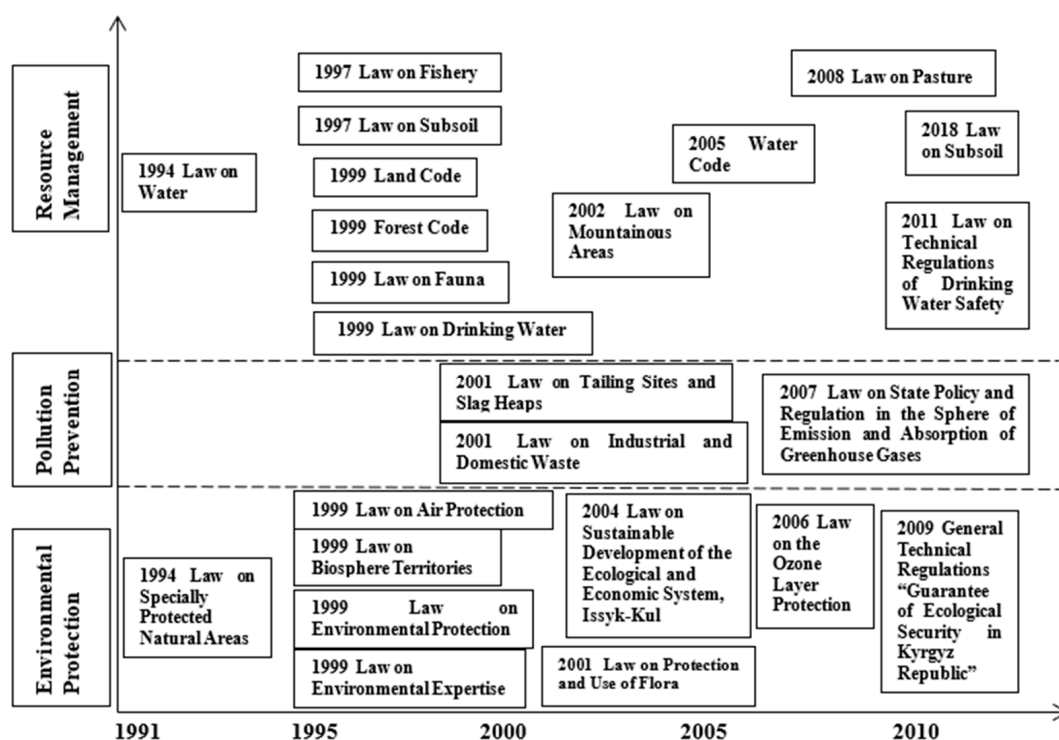 Resource
Management
1997 Law on Fishery
1997 Law on Subsoil
1994 Law on
Water
1999 Land Code
1999 Forest Code
1999 Law on Fauna
1999 Law on Drinking Water
2002 Law on
Mountainous
Areas
2005 Water
Code
2008 Law on Pasture
2018 Law
on Subsoil
2011 Law on
Technical
Regulations
of Drinking
Water Safety
Pollution
Prevention
2001 Law on Tailing Sites and
Slag Heaps
2001 Law on Industrial and
Domestic Waste
2007 Law on State Policy and
Regulation in the Sphere of
Emission and Absorption of
Greenhouse Gases
Environmental
Protection
1994 Law on
Specially
Protected
Natural Areas
1999 Law on Air Protection
1999 Law on
Biosphere Territories
1999 Law on
Environmental Protection
1999 Law on
Environmental Expertise
2004 Law on
Sustainable
Development of the
Ecological and
Economic System,
Issyk-Kul
2001 Law on Protection
and Use of Flora
2006 Law
on the
Ozone
Layer
Protection
2009 General
Technical
Regulations
“Guarantee
of Ecological
Security in
Kyrgyz
Republic”
1991 1995 2000 2005 2010